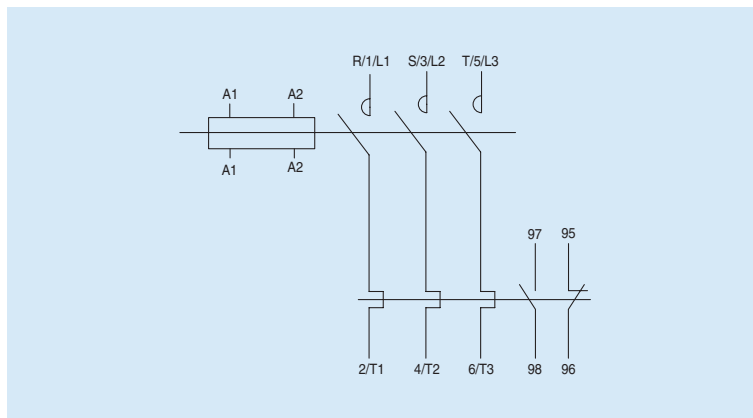 R/1/L1 S/3/L2 T/5/L3
A1 A2
A1 A2
97 95
2/T1 4/T2 6/T3 98 96